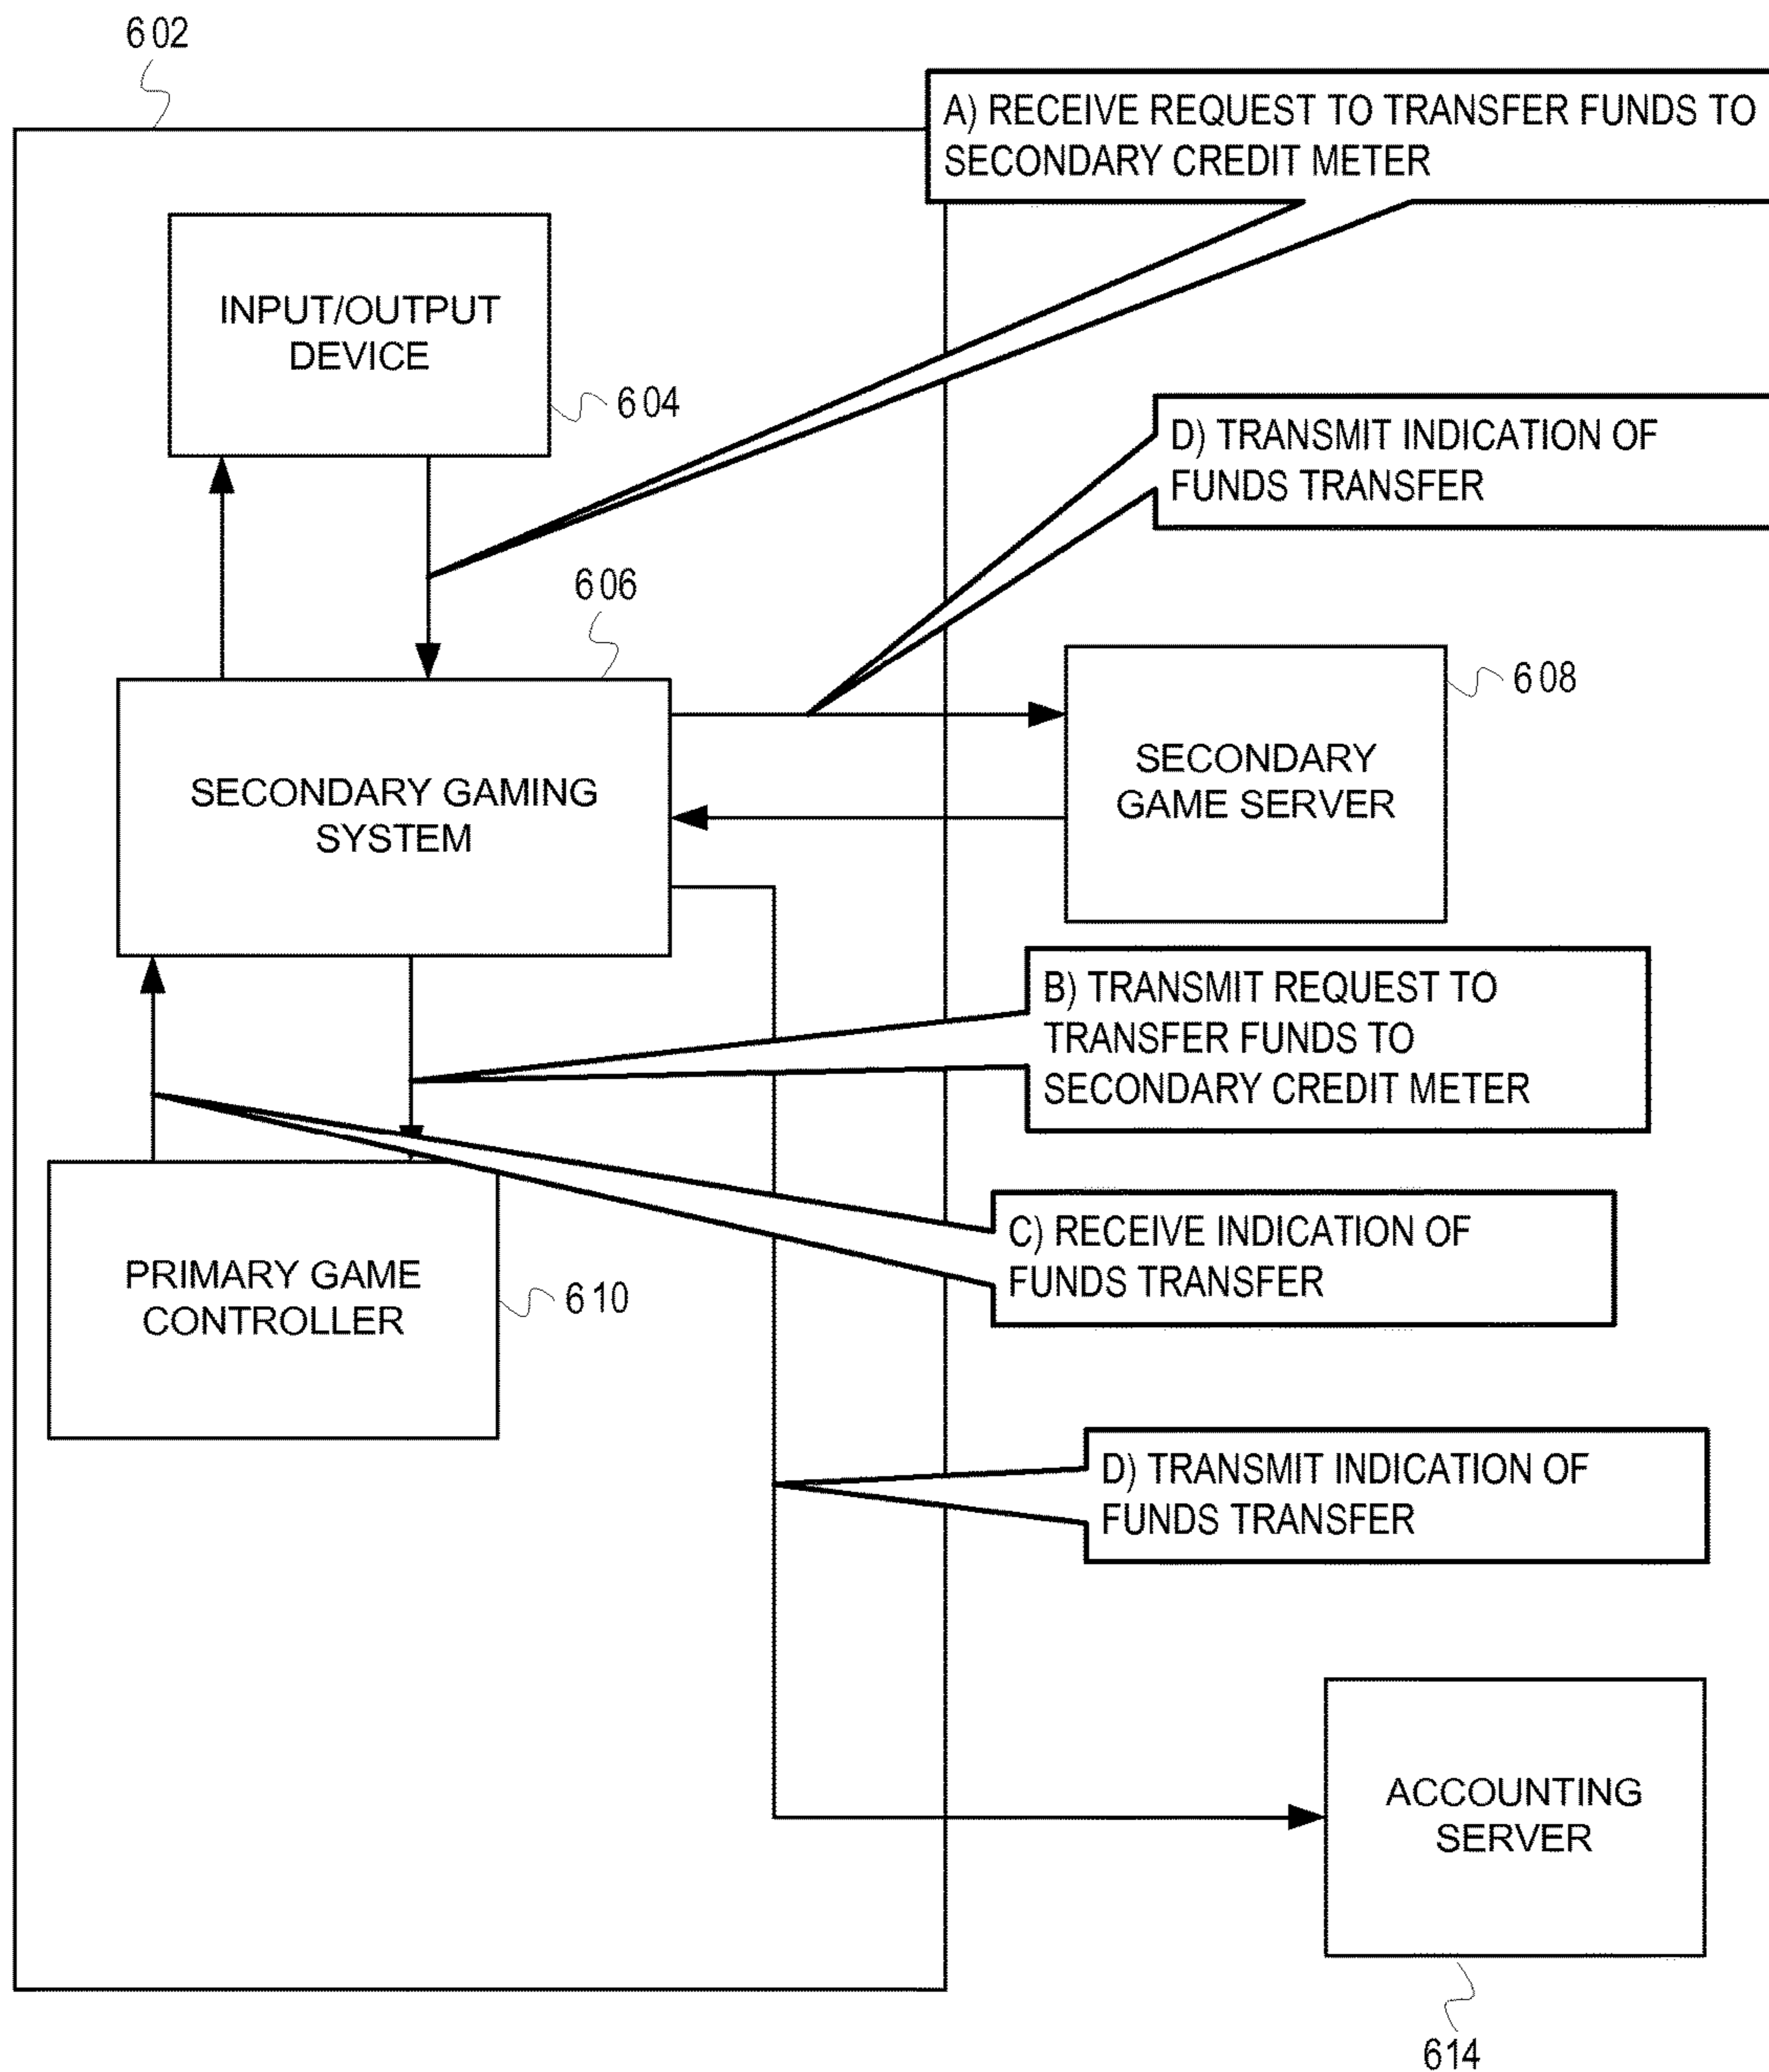 602
A) RECEIVE REQUEST TO TRANSFER FUNDS TO
SECONDARY CREDIT METER
INPUT/OUTPUT
DEVICE
604
D) TRANSMIT INDICATION OF
FUNDS TRANSFER
606
608
SECONDARY GAMING
SYSTEM
SECONDARY
GAME SERVER
B) TRANSMIT REQUEST TO
TRANSFER FUNDS TO
SECONDARY CREDIT METER
C) RECEIVE INDICATION OF
FUNDS TRANSFER
PRIMARY GAME
CONTROLLER
610
D) TRANSMIT INDICATION OF
FUNDS TRANSFER
ACCOUNTING
SERVER
614